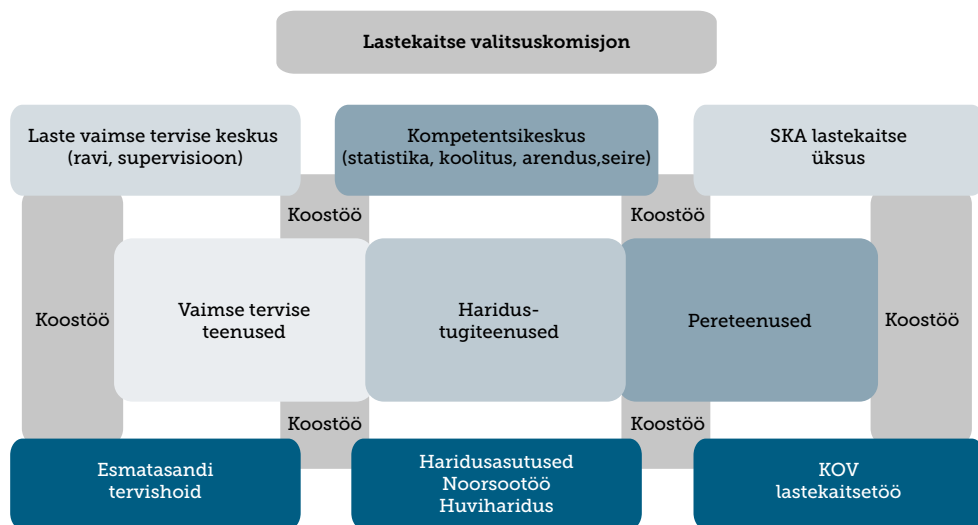 Lastekaitse valitsuskomisjon
Laste vaimse tervise keskus
(ravi, supervisioon)
Kompetentsikeskus
(statistika, koolitus, arendus,seire)
SKA lastekaitse
üksus
Koostöö
Koostöö
Koostöö
Vaimse tervise
teenused
Haridus-
tugiteenused
Pereteenused
Koostöö
Koostöö
Koostöö
Esmatasandi
tervishoid
Haridusasutused
Noorsootöö
Huviharidus
KOV
lastekaitsetöö